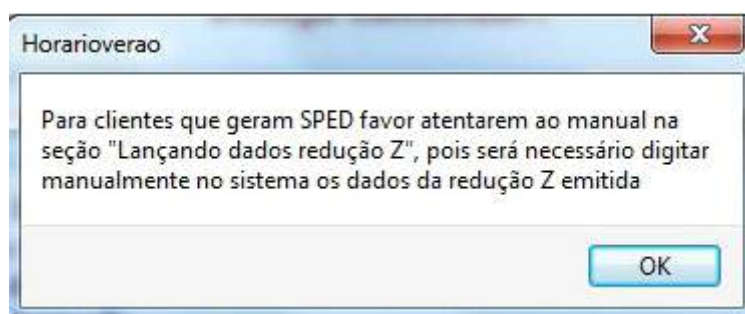 Horarioverao
Para clientes que geram SPED favor atentarem ao manual na
seção "Lançando dados redução Z", pois será necessário digitar
manualmente no sistema os dados da redução Z emitida
OK